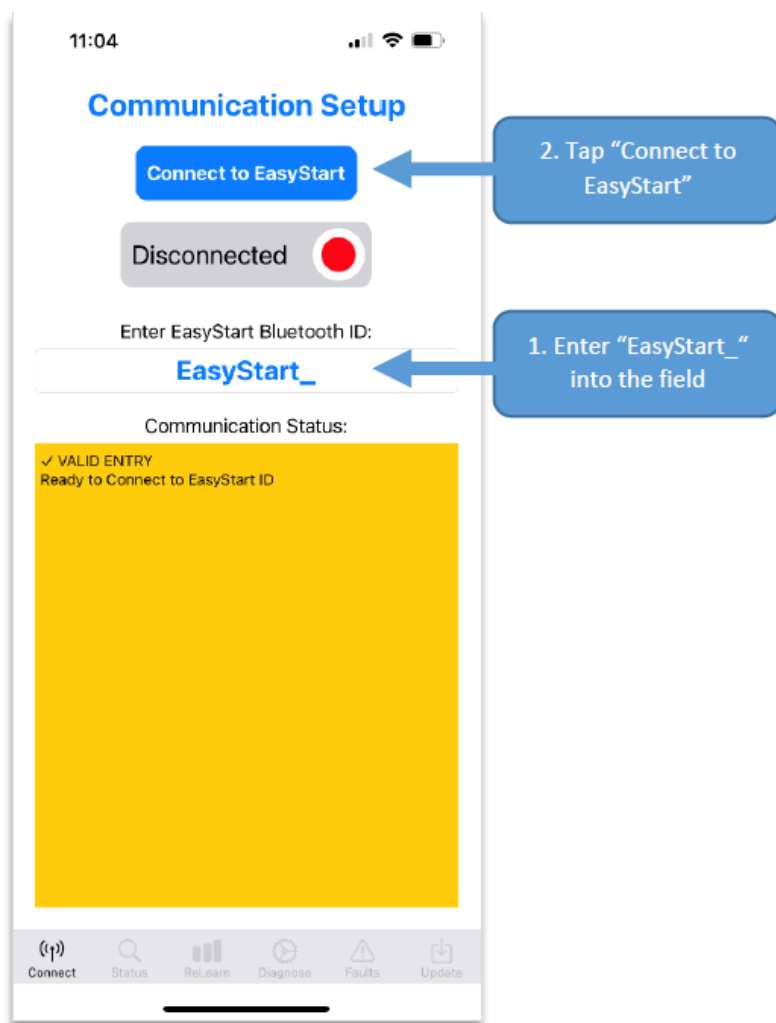 11:04
Communication Setup
Connect to EasyStart
2. Tap “Connect to
EasyStart”
Disconnected
Enter EasyStart Bluetooth ID:
EasyStart_
1. Enter “EasyStart_“
into the field
Communication Status:
✓ VALID ENTRY
Ready to Connect to EasyStart ID
Connect Status ReLearn Diagnose Faults Update